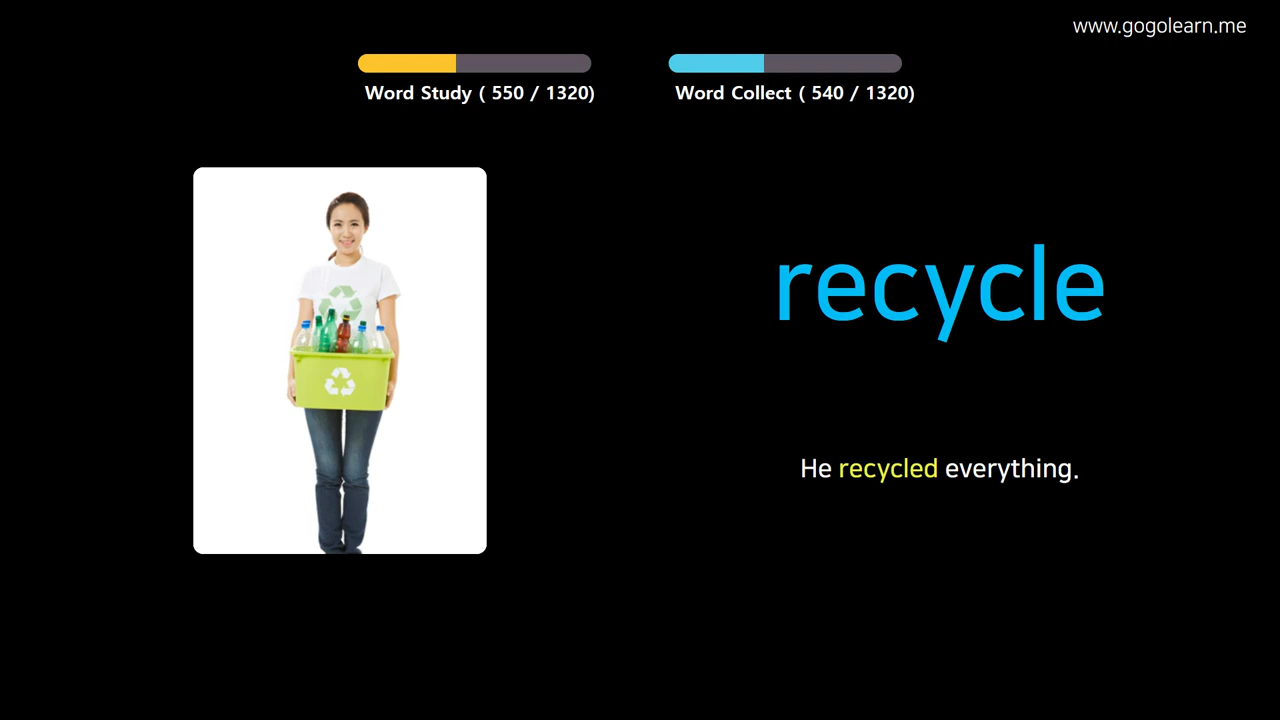 www.gogolearn.me
Word Study ( 550 / 1320)
Word Collect ( 540 / 1320)
recycle
He recycled everything.